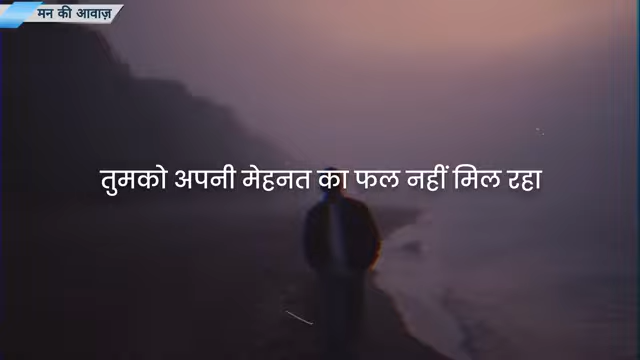 मन की आवाज़
तुमको अपनी मेहनत का फल नहीं मिल रहा